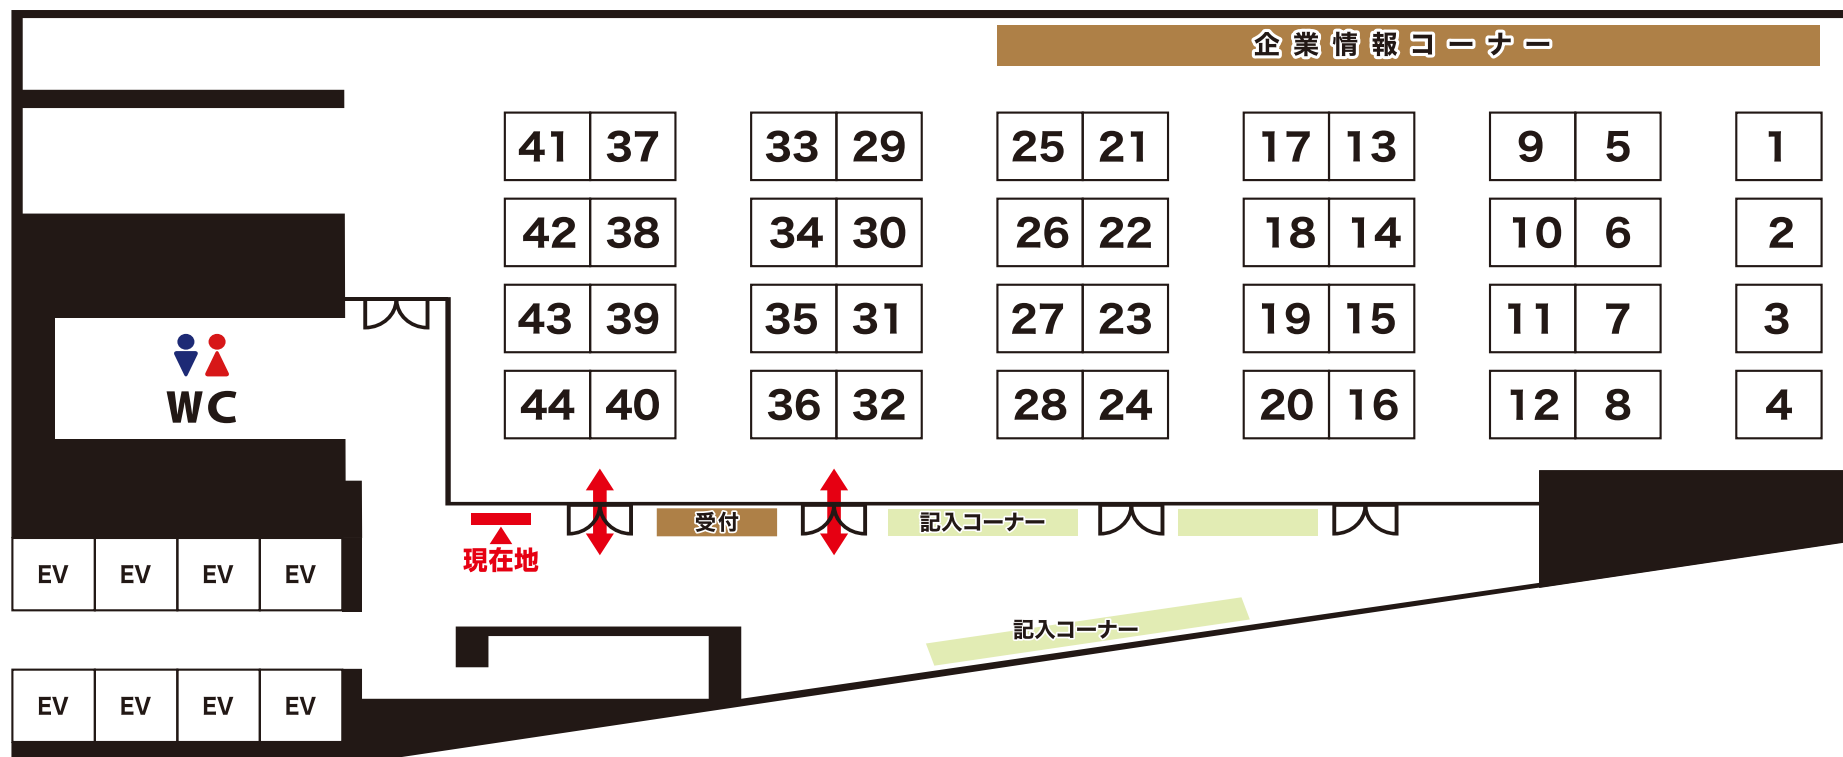 企業情報コーナー
41 37 33 29 25 21 17 13 9 5 1
42 38 34 30 26 22 18 14 10 6 2
43 39 35 31 27 23 19 15 11 7 3
44 40 36 32 28 24 20 16 12 8 4
WC
受付 記入コーナー
現在地
EV EV EV EV
記入コーナー
EV EV EV EV